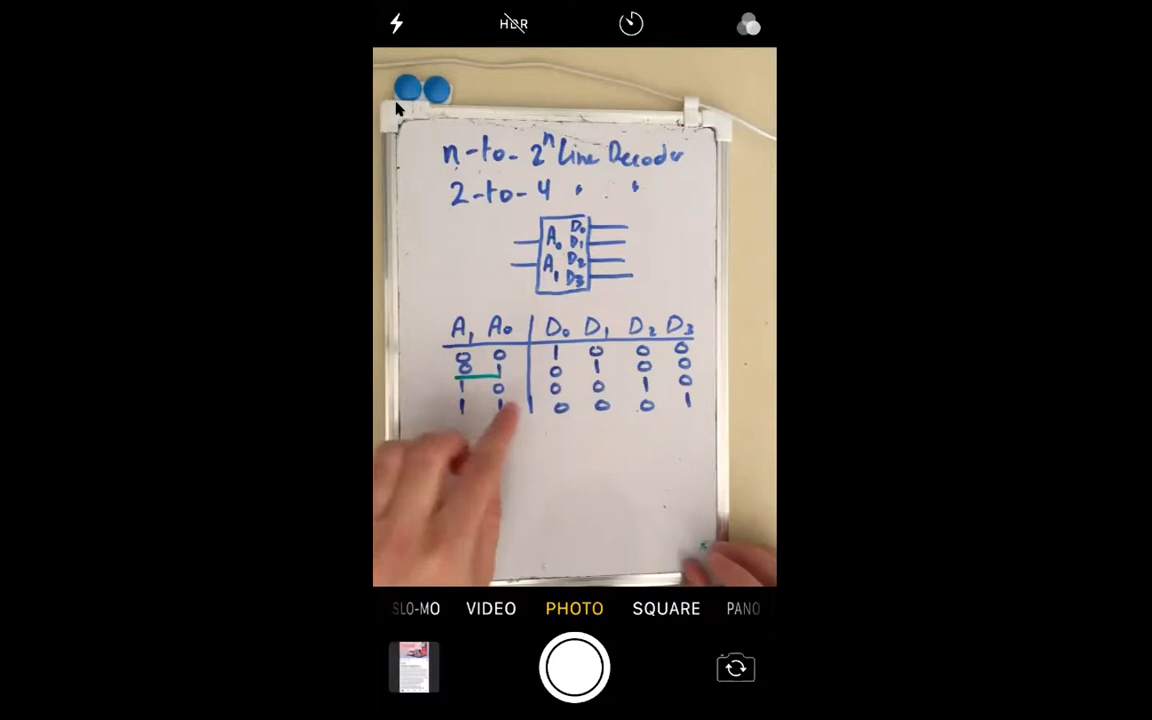 HDR
n-to-2ⁿ Line Decoder
2-to-4 " "
A₀ D₀
D₁
A₁ D₂
D₃
A₁ A₀ D₀ D₁ D₂ D₃
0 0 1 0 0 0
0 1 0 1 0 0
1 0 0 0 1 0
1 1 0 0 0 1
SLO-MO VIDEO PHOTO SQUARE PANO